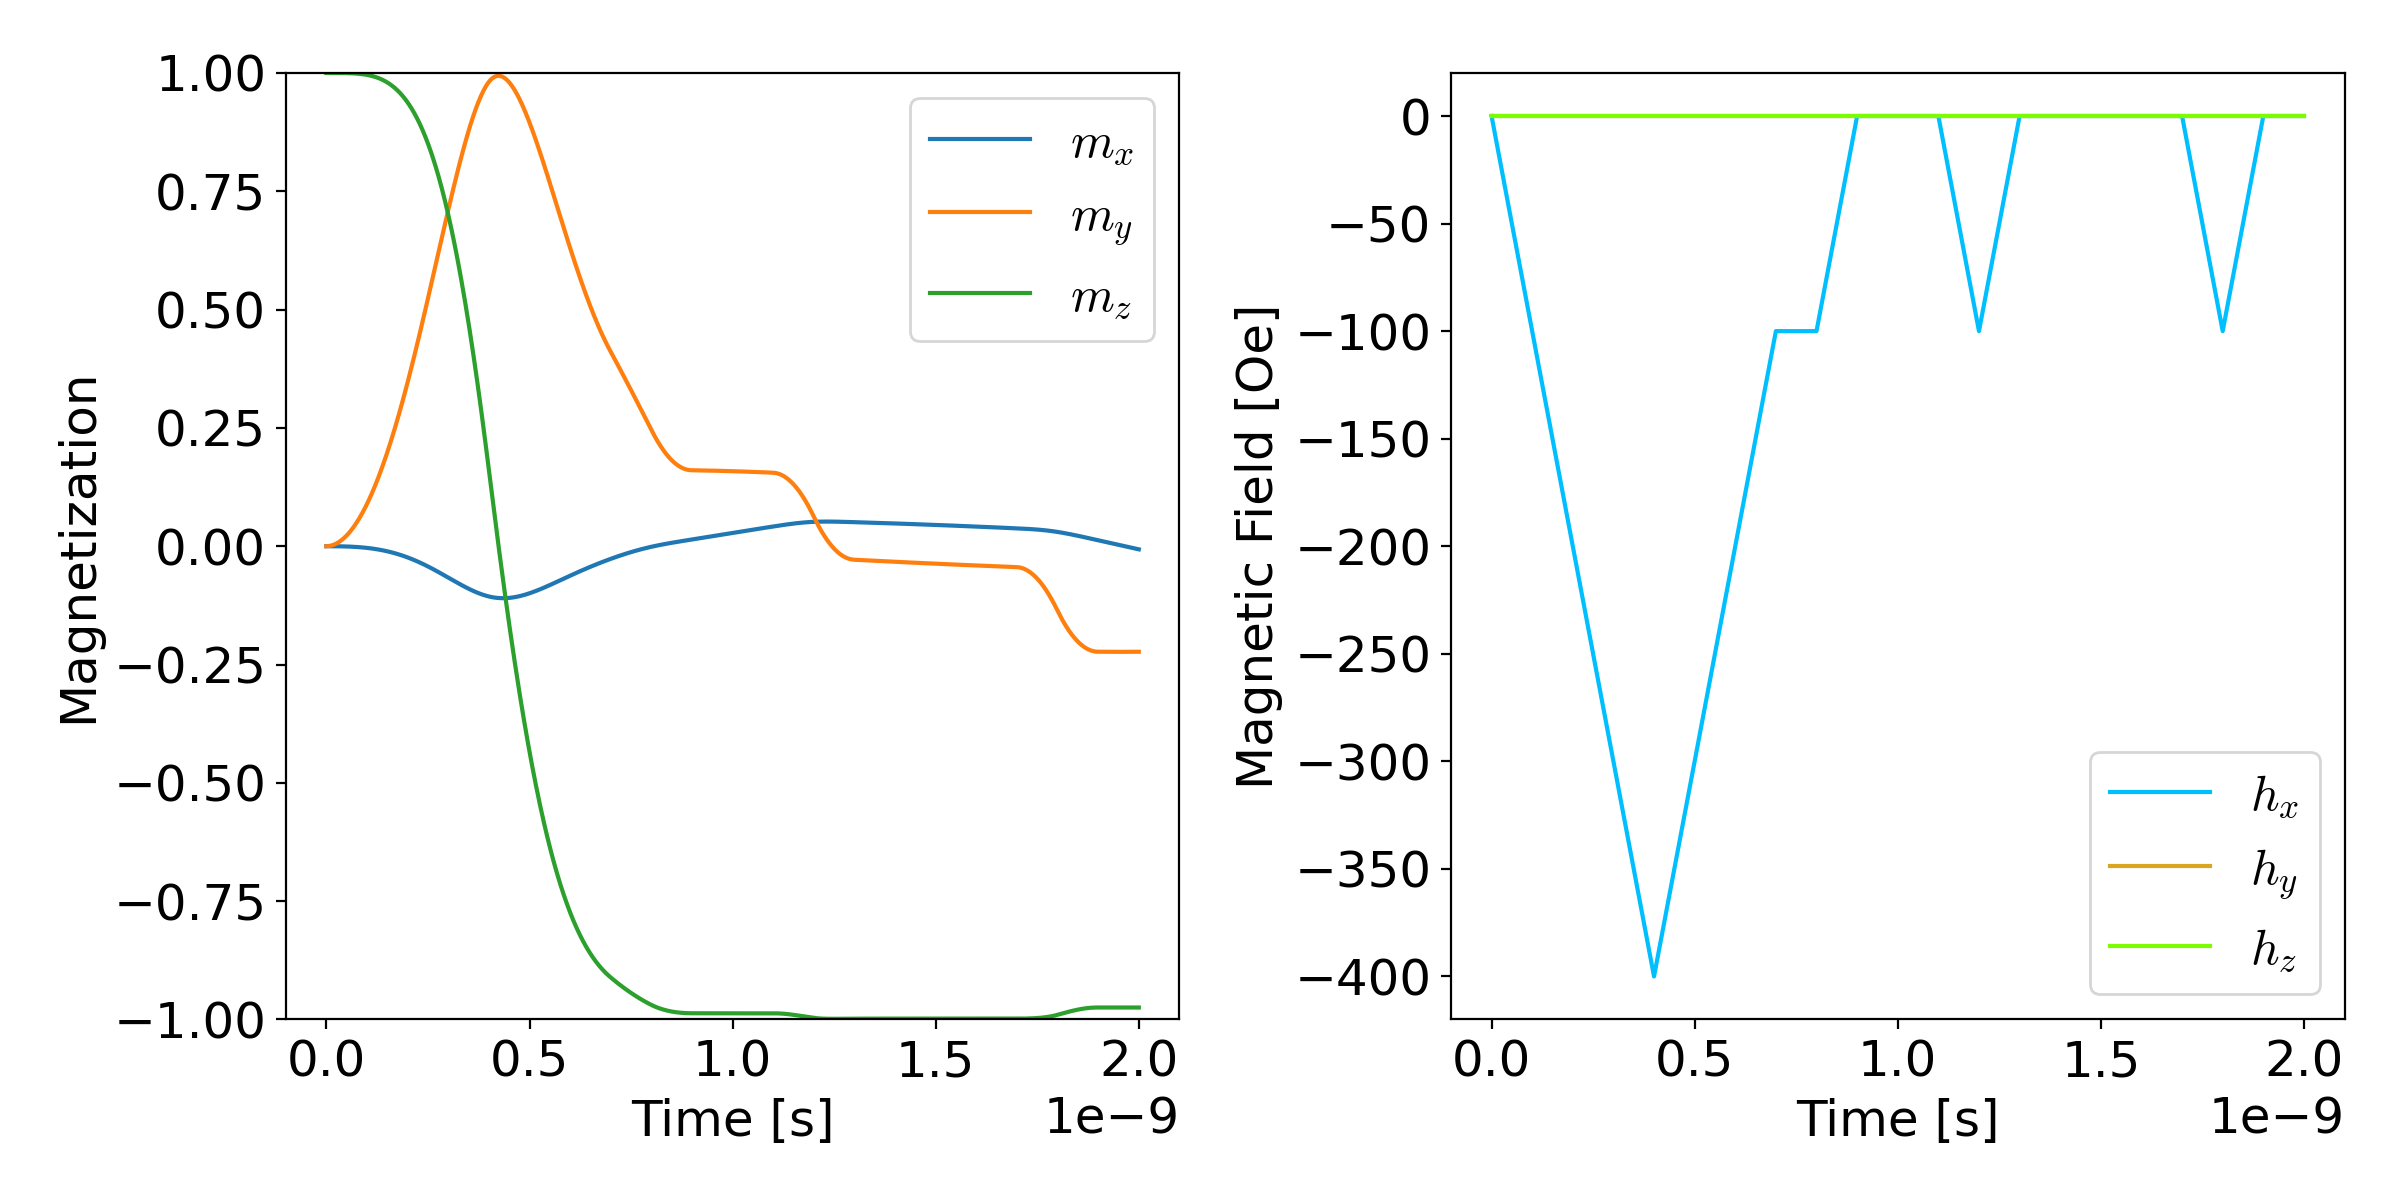 Magnetization
1.00
0.75
0.50
0.25
0.00
−0.25
−0.50
−0.75
−1.00
0.0 0.5 1.0 1.5 2.0
Time [s]
1e−9
m_x
m_y
m_z
Magnetic Field [Oe]
0
−50
−100
−150
−200
−250
−300
−350
−400
0.0 0.5 1.0 1.5 2.0
Time [s]
1e−9
h_x
h_y
h_z